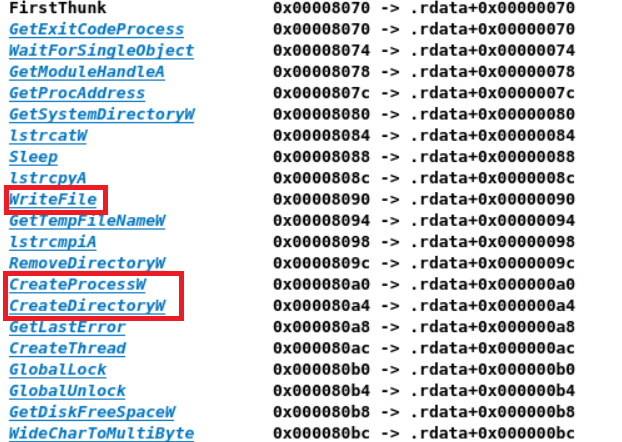 FirstThunk 0x00008070 -> .rdata+0x00000070
GetExitCodeProcess 0x00008070 -> .rdata+0x00000070
WaitForSingleObject 0x00008074 -> .rdata+0x00000074
GetModuleHandleA 0x00008078 -> .rdata+0x00000078
GetProcAddress 0x0000807c -> .rdata+0x0000007c
GetSystemDirectoryW 0x00008080 -> .rdata+0x00000080
lstrcatW 0x00008084 -> .rdata+0x00000084
Sleep 0x00008088 -> .rdata+0x00000088
lstrcpyA 0x0000808c -> .rdata+0x0000008c
WriteFile 0x00008090 -> .rdata+0x00000090
GetTempFileNameW 0x00008094 -> .rdata+0x00000094
lstrcmpiA 0x00008098 -> .rdata+0x00000098
RemoveDirectoryW 0x0000809c -> .rdata+0x0000009c
CreateProcessW 0x000080a0 -> .rdata+0x000000a0
CreateDirectoryW 0x000080a4 -> .rdata+0x000000a4
GetLastError 0x000080a8 -> .rdata+0x000000a8
CreateThread 0x000080ac -> .rdata+0x000000ac
GlobalLock 0x000080b0 -> .rdata+0x000000b0
GlobalUnlock 0x000080b4 -> .rdata+0x000000b4
GetDiskFreeSpaceW 0x000080b8 -> .rdata+0x000000b8
WideCharToMultiByte 0x000080bc -> .rdata+0x000000bc